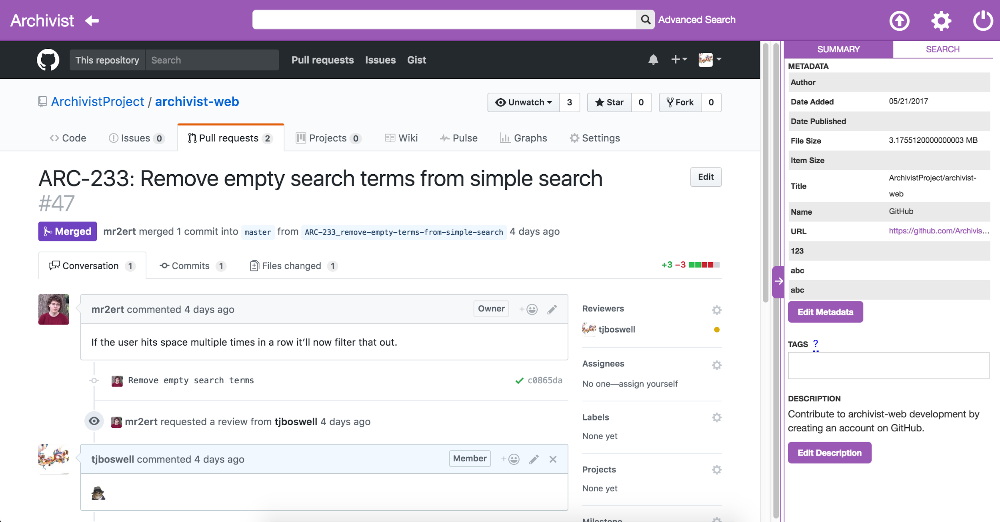 Archivist
Advanced Search
This repository Search Pull requests Issues Gist
ArchivistProject / archivist-web
Unwatch 3 Star 0 Fork 0
Code Issues 0 Pull requests 2 Projects 0 Wiki Pulse Graphs Settings
ARC-233: Remove empty search terms from simple search
#47
Edit
Merged mr2ert merged 1 commit into master from ARC-233_remove-empty-terms-from-simple-search 4 days ago
Conversation 1 Commits 1 Files changed 1 +3 −3
mr2ert commented 4 days ago Owner
If the user hits space multiple times in a row it’ll now filter that out.
Remove empty search terms c0865da
mr2ert requested a review from tjboswell 4 days ago
tjboswell commented 4 days ago Member
Reviewers
tjboswell
Assignees
No one—assign yourself
Labels
None yet
Projects
None yet
Milestone
SUMMARY SEARCH
METADATA
Author
Date Added 05/21/2017
Date Published
File Size 3.1755120000000003 MB
Item Size
Title ArchivistProject/archivist-
web
Name GitHub
URL https://github.com/Archivis...
123
abc
abc
Edit Metadata
TAGS ?
DESCRIPTION
Contribute to archivist-web development by
creating an account on GitHub.
Edit Description